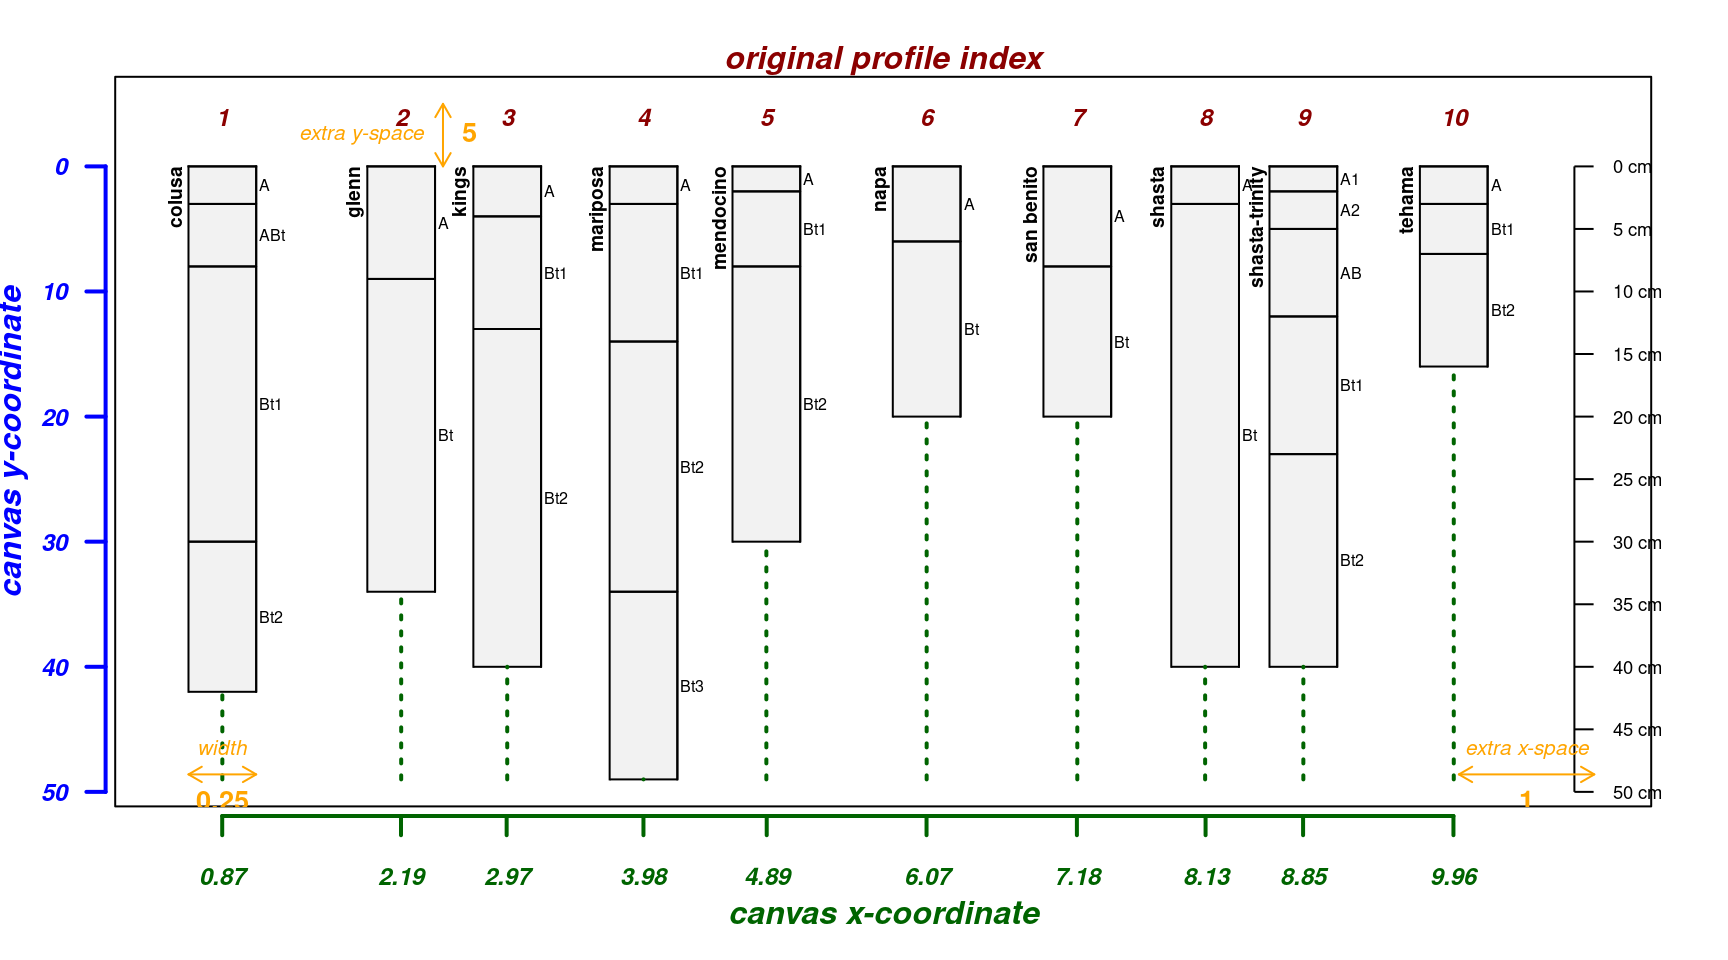 original profile index
1 2 3 4 5 6 7 8 9 10
extra y-space 5
canvas y-coordinate
0
10
20
30
40
50
colusa
A
ABt
Bt1
Bt2
glenn
A
Bt
kings
A
Bt1
Bt2
mariposa
A
Bt1
Bt2
Bt3
mendocino
A
Bt1
Bt2
napa
A
Bt
san benito
A
Bt
shasta
A
Bt
shasta-trinity
A1
A2
AB
Bt1
Bt2
tehama
A
Bt1
Bt2
0 cm
5 cm
10 cm
15 cm
20 cm
25 cm
30 cm
35 cm
40 cm
45 cm
50 cm
width
0.25
extra x-space
1
0.87 2.19 2.97 3.98 4.89 6.07 7.18 8.13 8.85 9.96
canvas x-coordinate